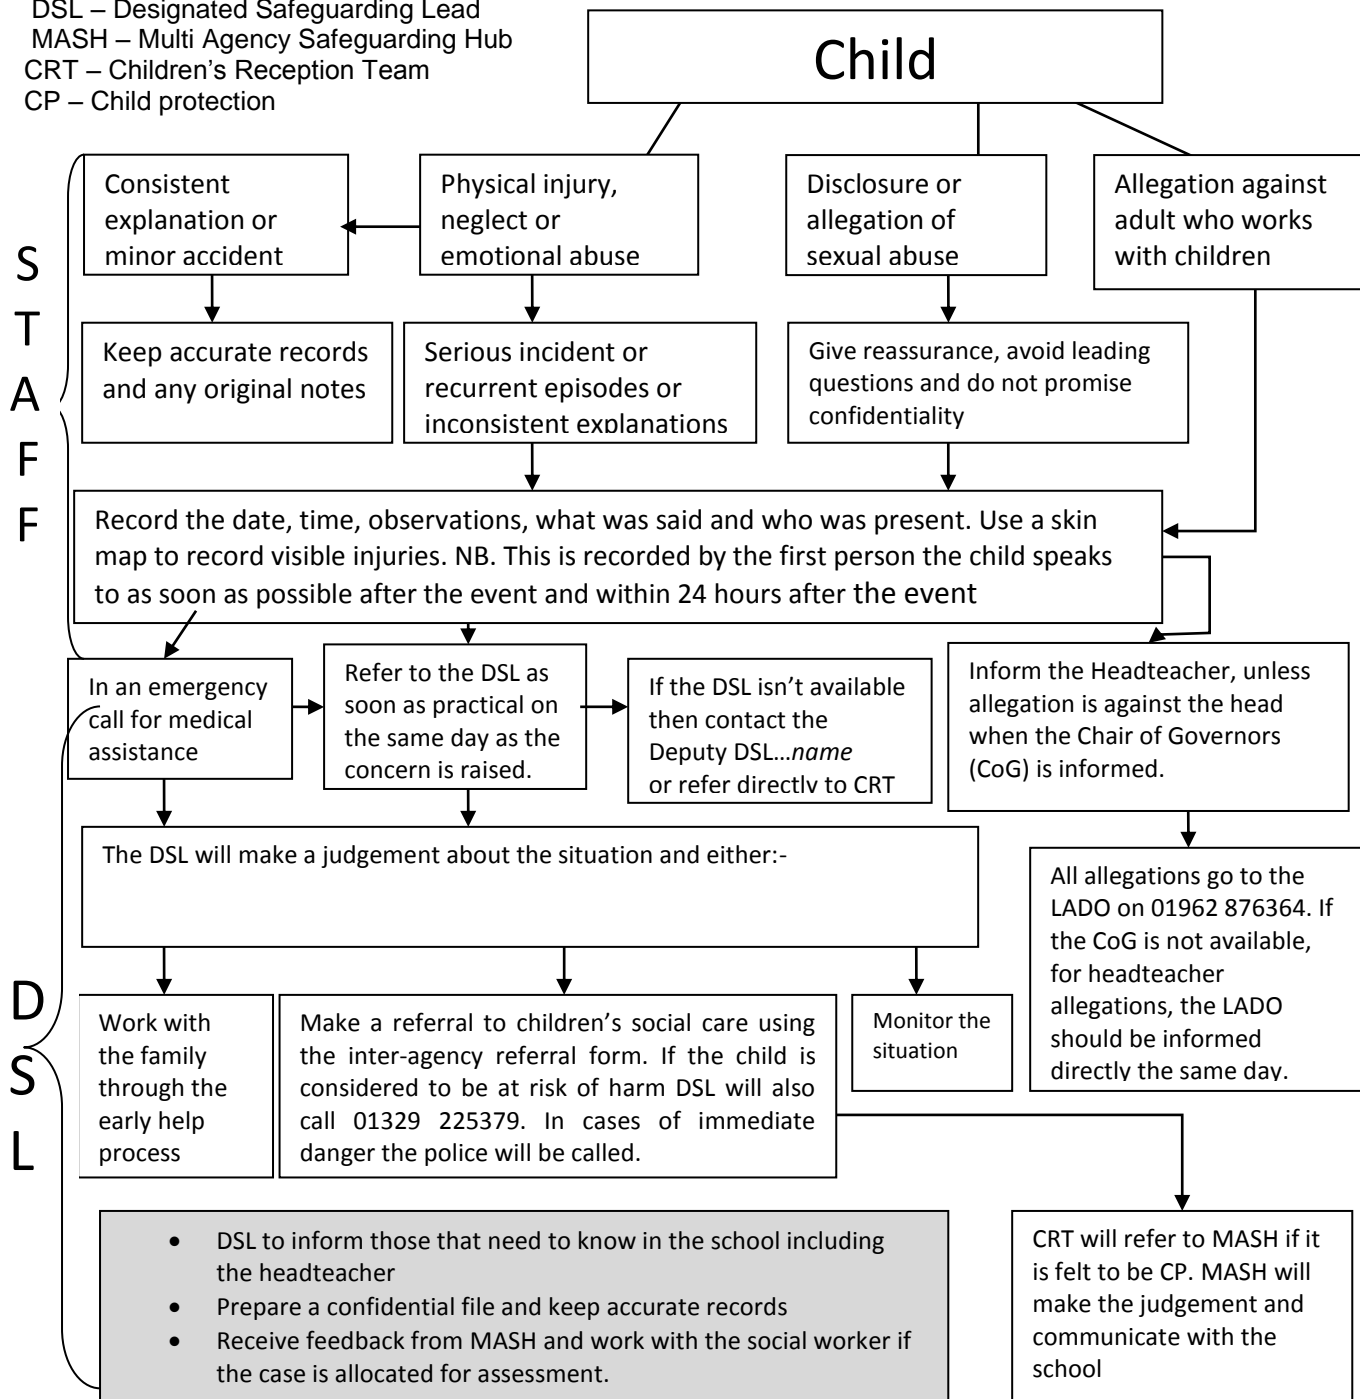 DSL – Designated Safeguarding Lead
MASH – Multi Agency Safeguarding Hub
CRT – Children's Reception Team
CP – Child protection
Child
Consistent
explanation or
minor accident
Physical injury,
neglect or
emotional abuse
Disclosure or
allegation of
sexual abuse
Allegation against
adult who works
with children
S
T
A
F
F
Keep accurate records
and any original notes
Serious incident or
recurrent episodes or
inconsistent explanations
Give reassurance, avoid leading
questions and do not promise
confidentiality
Record the date, time, observations, what was said and who was present. Use a skin
map to record visible injuries. NB. This is recorded by the first person the child speaks
to as soon as possible after the event and within 24 hours after the event
In an emergency
call for medical
assistance
Refer to the DSL as
soon as practical on
the same day as the
concern is raised.
If the DSL isn't available
then contact the
Deputy DSL...name
or refer directly to CRT
Inform the Headteacher, unless
allegation is against the head
when the Chair of Governors
(CoG) is informed.
The DSL will make a judgement about the situation and either:-
All allegations go to the
LADO on 01962 876364. If
the CoG is not available,
for headteacher
allegations, the LADO
should be informed
directly the same day.
D
S
L
Work with
the family
through the
early help
process
Make a referral to children's social care using
the inter-agency referral form. If the child is
considered to be at risk of harm DSL will also
call 01329 225379. In cases of immediate
danger the police will be called.
Monitor the
situation
• DSL to inform those that need to know in the school including
the headteacher
• Prepare a confidential file and keep accurate records
• Receive feedback from MASH and work with the social worker if
the case is allocated for assessment.
CRT will refer to MASH if it
is felt to be CP. MASH will
make the judgement and
communicate with the
school